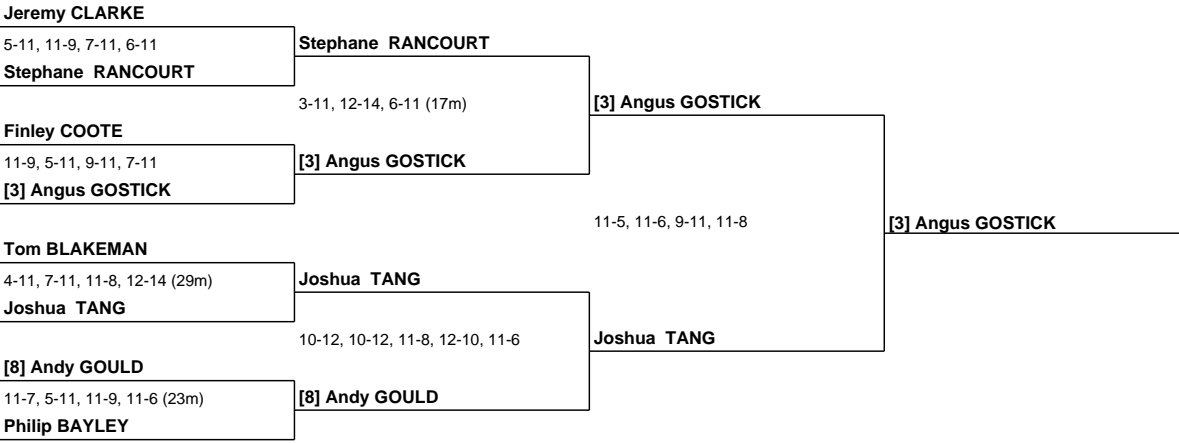 Jeremy CLARKE
5-11, 11-9, 7-11, 6-11
Stephane RANCOURT
Stephane RANCOURT
3-11, 12-14, 6-11 (17m)
[3] Angus GOSTICK
Finley COOTE
11-9, 5-11, 9-11, 7-11
[3] Angus GOSTICK
[3] Angus GOSTICK
11-5, 11-6, 9-11, 11-8
[3] Angus GOSTICK
Tom BLAKEMAN
4-11, 7-11, 11-8, 12-14 (29m)
Joshua TANG
Joshua TANG
10-12, 10-12, 11-8, 12-10, 11-6
Joshua TANG
[8] Andy GOULD
11-7, 5-11, 11-9, 11-6 (23m)
[8] Andy GOULD
Philip BAYLEY